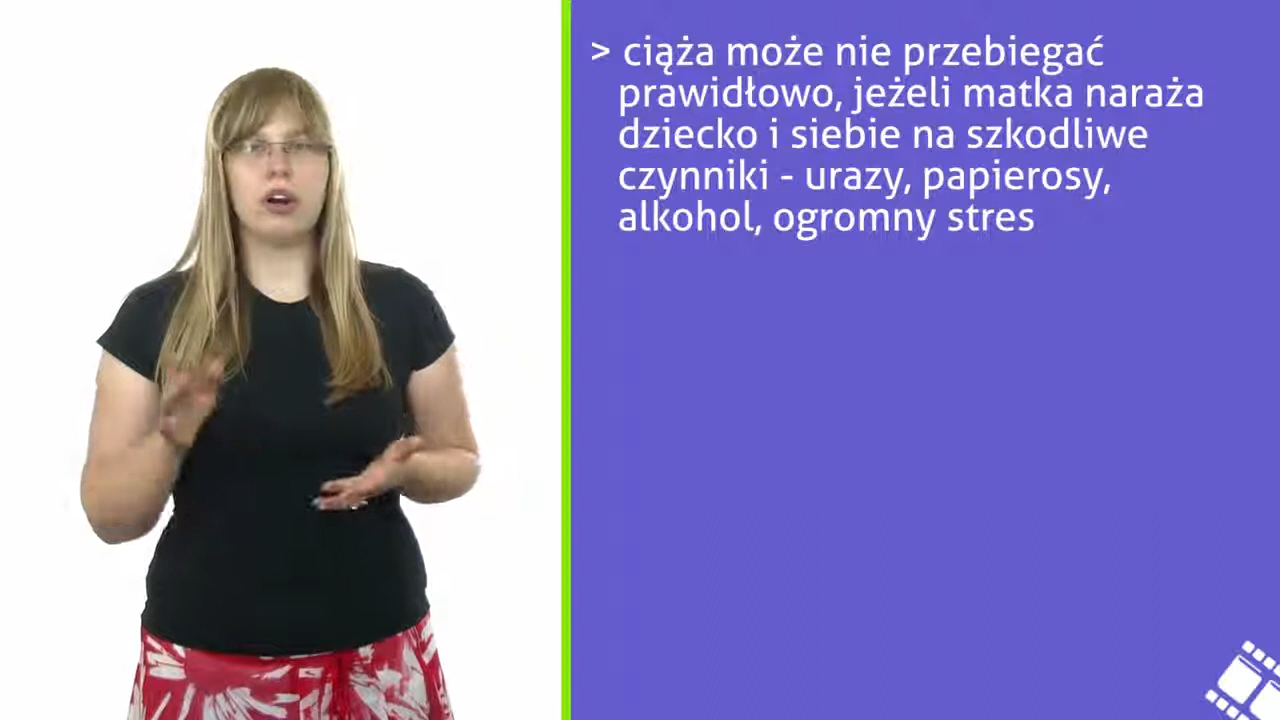 > ciąża może nie przebiegać
prawidłowo, jeżeli matka naraża
dziecko i siebie na szkodliwe
czynniki - urazy, papierosy,
alkohol, ogromny stres